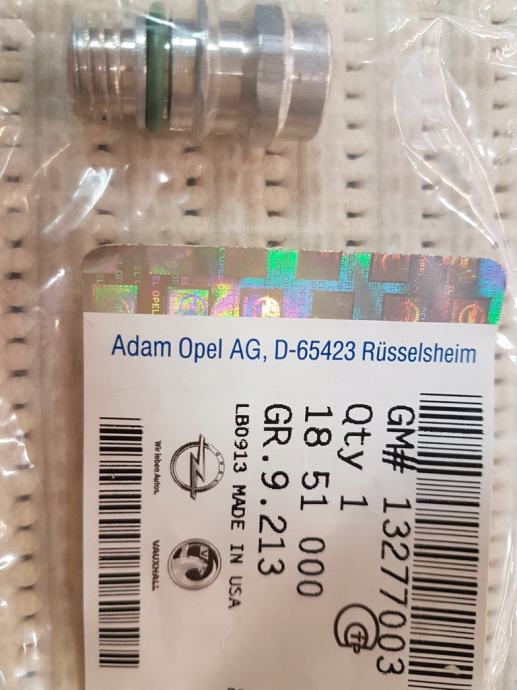 Adam Opel AG, D-65423 Rüsselsheim
GM# 13277003
Qty 1
18 51 000
GR.9.213
LB0913 MADE IN USA
Wir leben Autos.
VAUXHALL